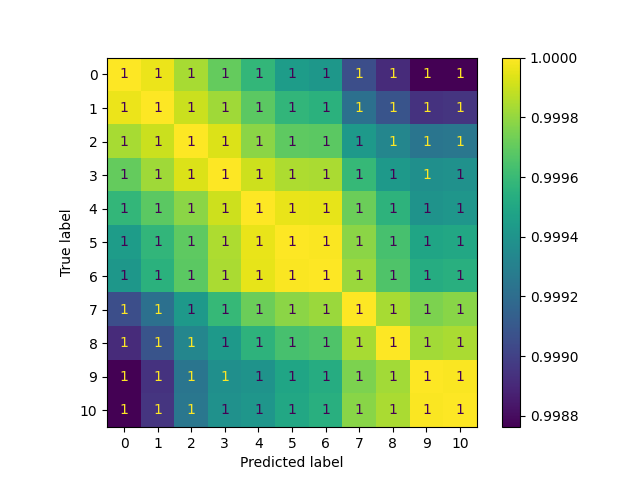 0 1 1 1 1 1 1 1 1 1 1 1
1 1 1 1 1 1 1 1 1 1 1 1
2 1 1 1 1 1 1 1 1 1 1 1
3 1 1 1 1 1 1 1 1 1 1 1
4 1 1 1 1 1 1 1 1 1 1 1
5 1 1 1 1 1 1 1 1 1 1 1
6 1 1 1 1 1 1 1 1 1 1 1
7 1 1 1 1 1 1 1 1 1 1 1
8 1 1 1 1 1 1 1 1 1 1 1
9 1 1 1 1 1 1 1 1 1 1 1
10 1 1 1 1 1 1 1 1 1 1 1
0 1 2 3 4 5 6 7 8 9 10
Predicted label
True label
1.0000
0.9998
0.9996
0.9994
0.9992
0.9990
0.9988